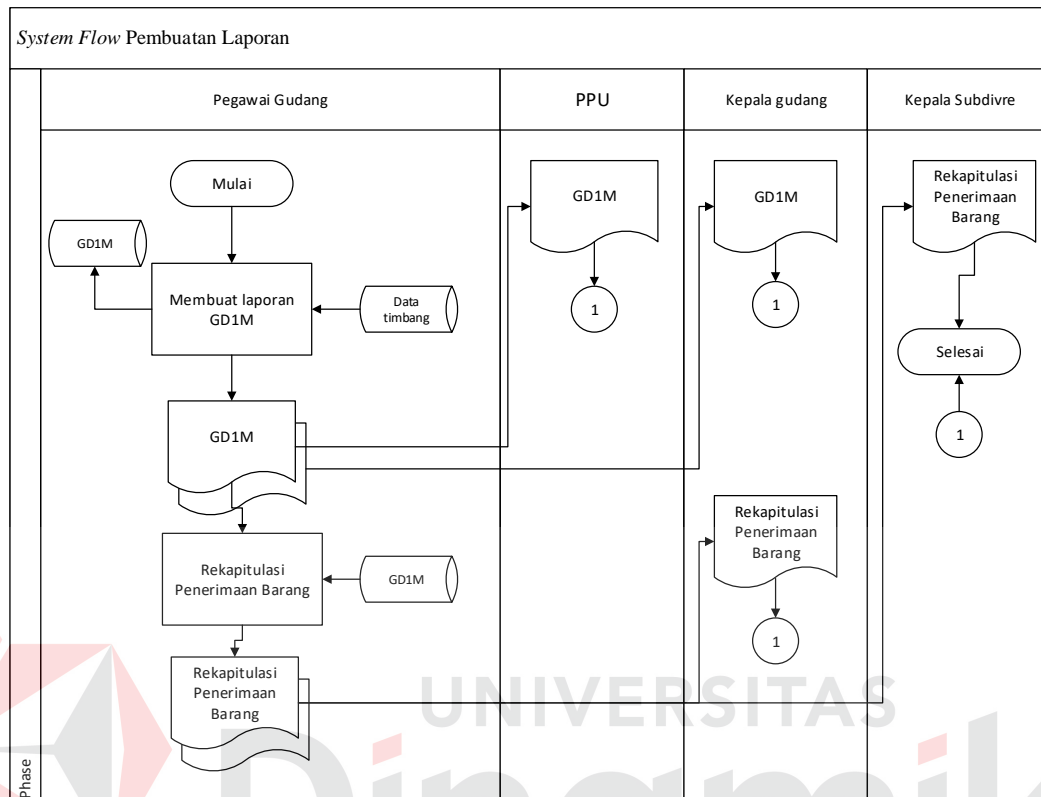 System Flow Pembuatan Laporan
Pegawai Gudang
PPU
Kepala gudang
Kepala Subdivre
Mulai
GD1M
Membuat laporan
GD1M
Data
timbang
GD1M
GD1M
1
GD1M
1
Rekapitulasi
Penerimaan
Barang
Selesai
1
Rekapitulasi
Penerimaan Barang
GD1M
Rekapitulasi
Penerimaan
Barang
1
Rekapitulasi
Penerimaan
Barang
UNIVERSITAS
Dinamik
Phase